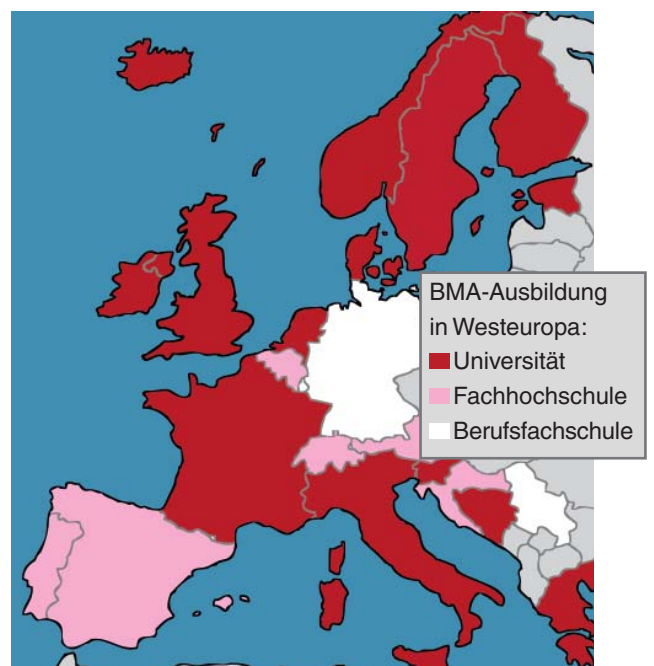 BMA-Ausbildung
in Westeuropa:
Universität
Fachhochschule
Berufsfachschule